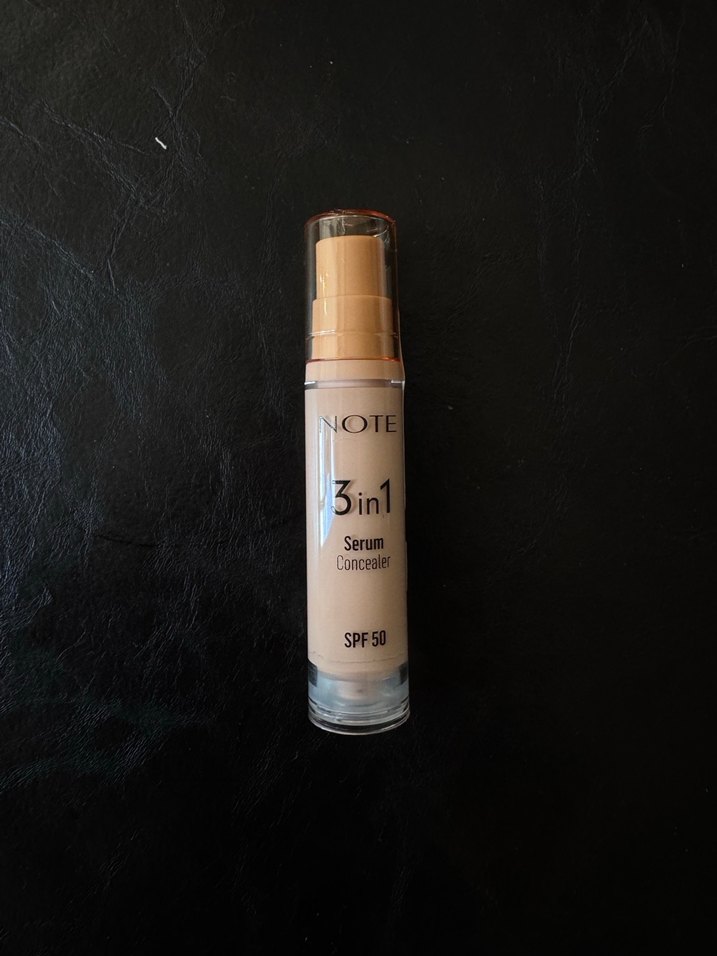 NOTE
3in1
Serum
Concealer
SPF 50